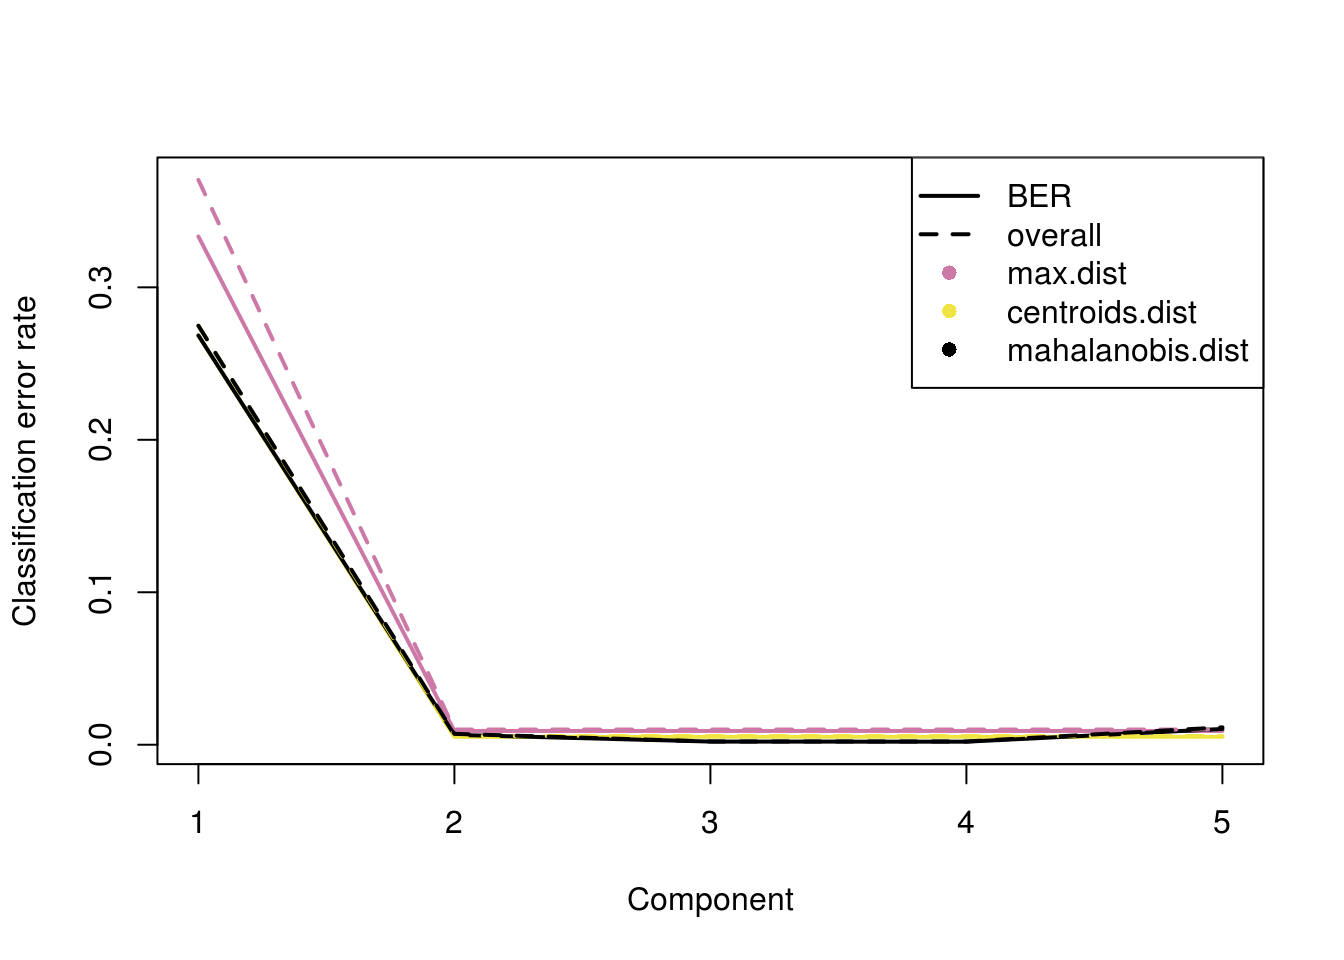 BER
overall
max.dist
centroids.dist
mahalanobis.dist
Classification error rate
0.3
0.2
0.1
0.0
1 2 3 4 5
Component